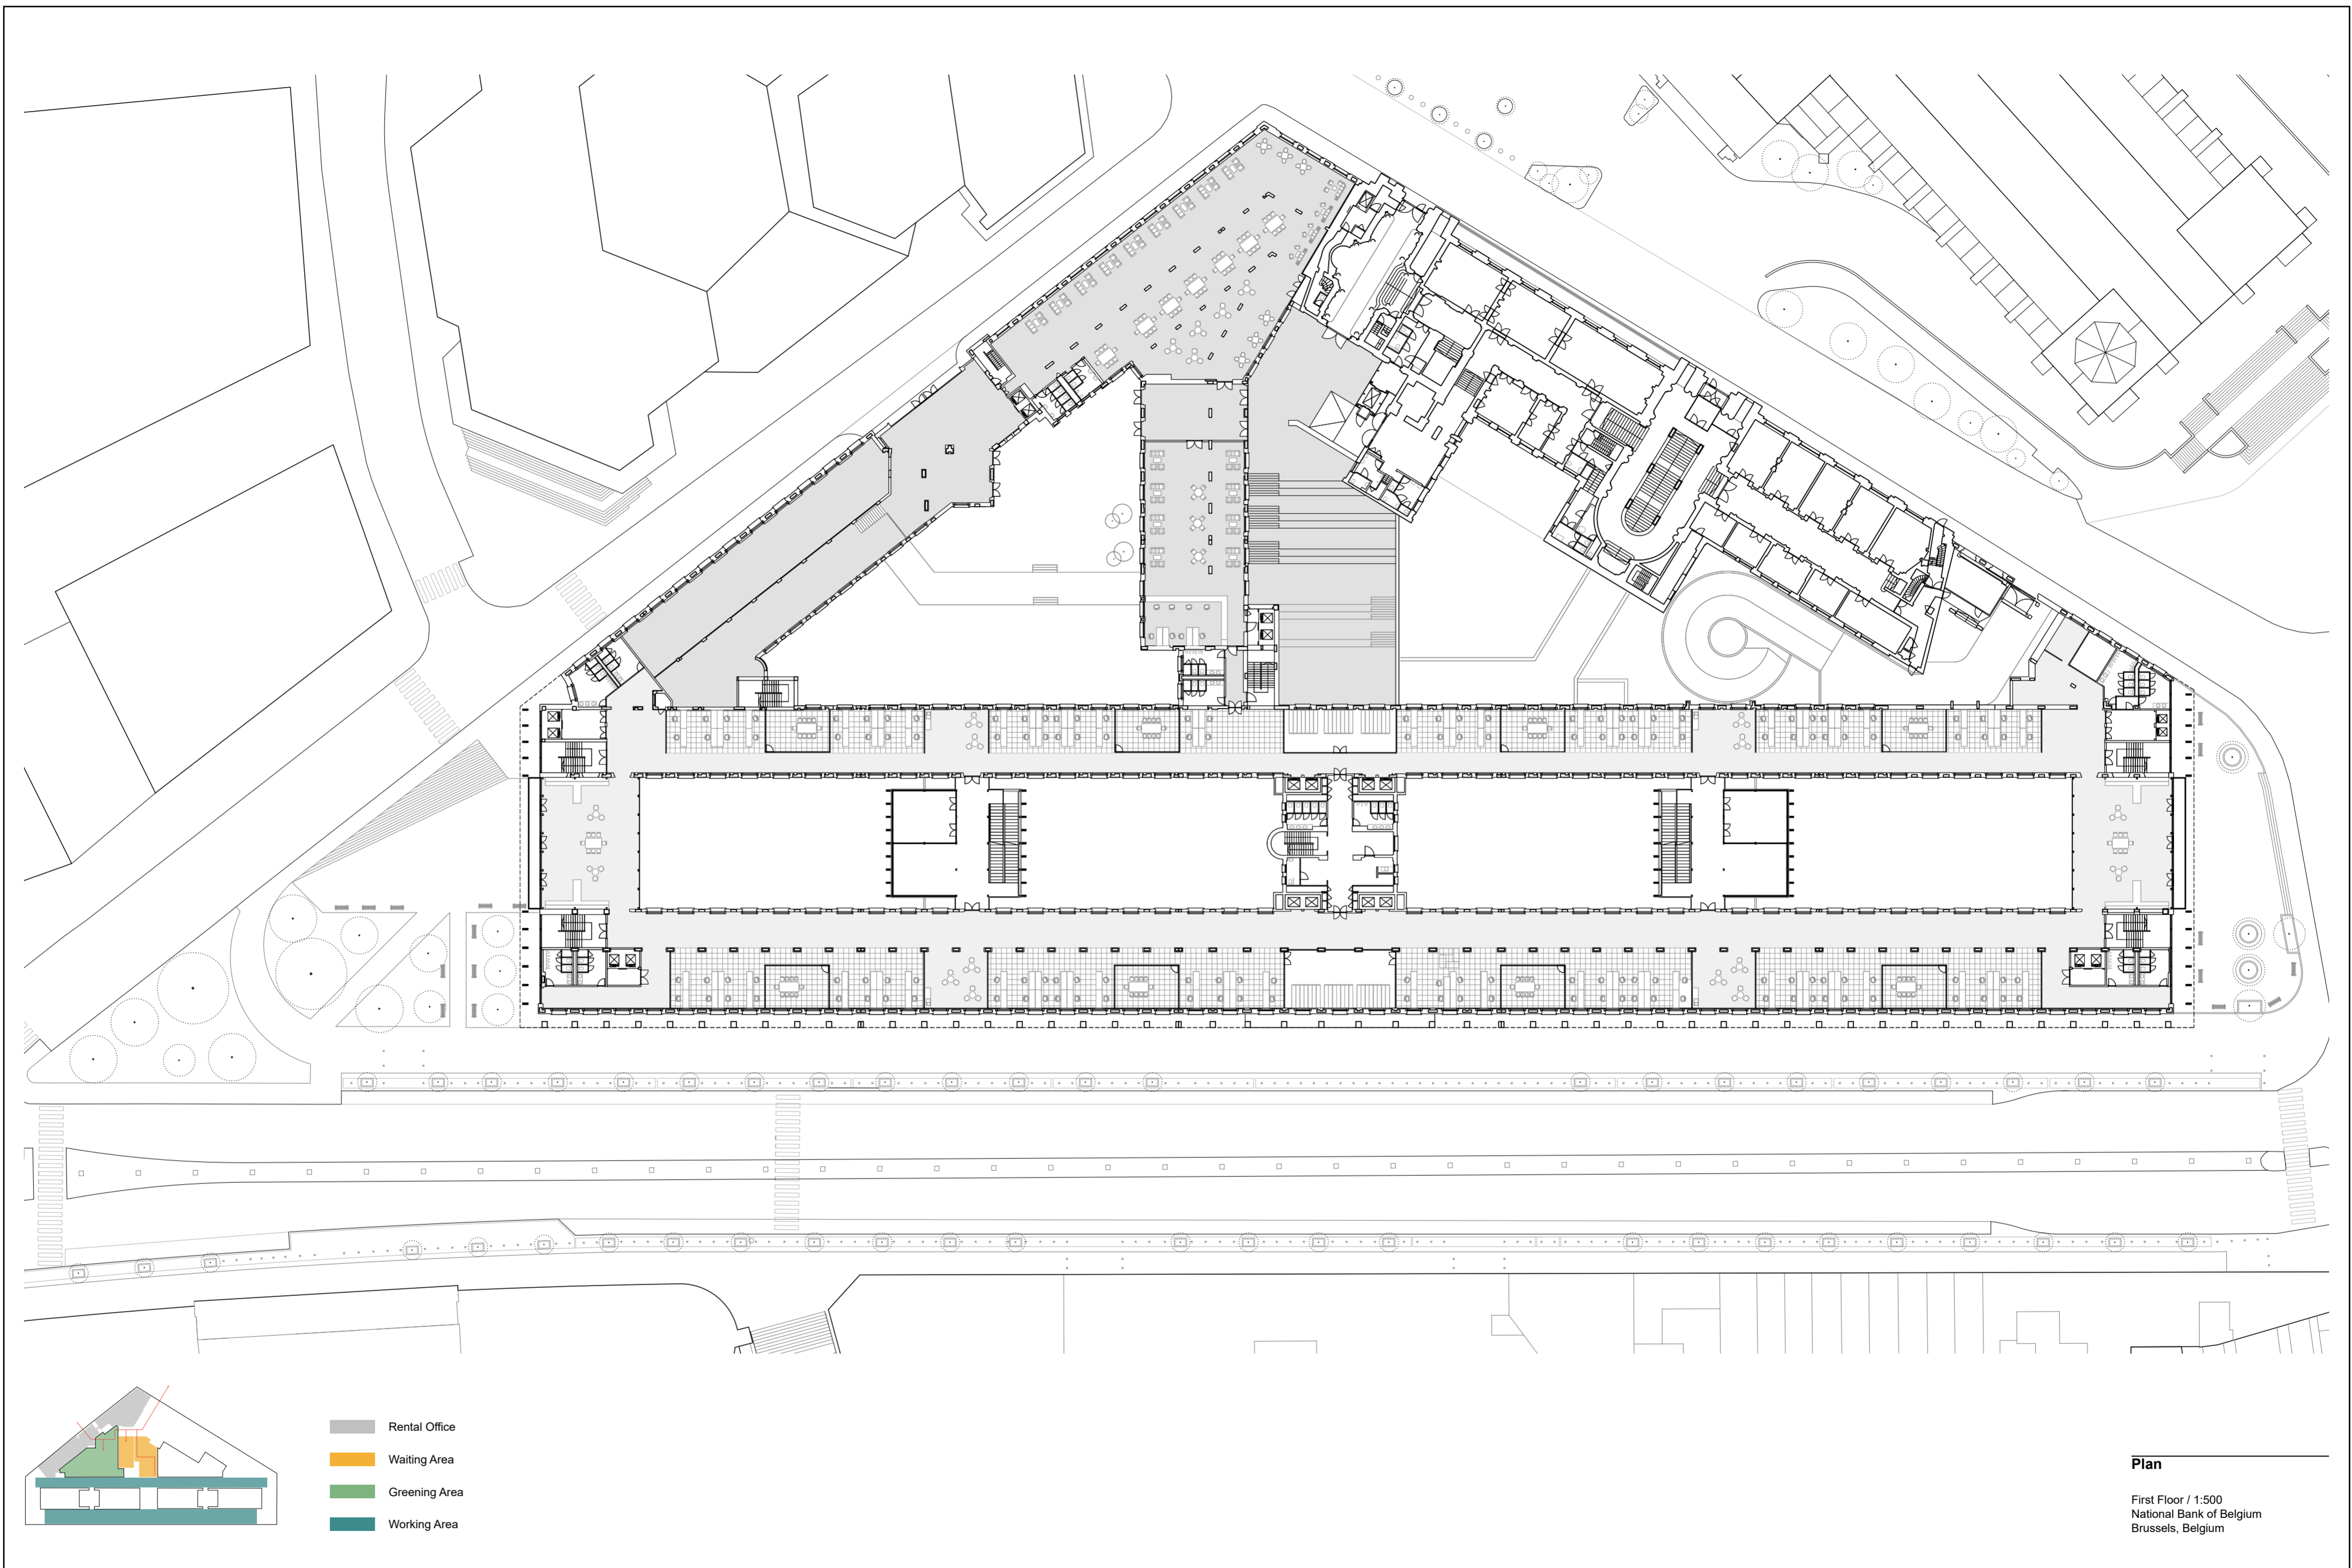 Rental Office
Waiting Area
Greening Area
Working Area
Plan
First Floor / 1:500
National Bank of Belgium
Brussels, Belgium